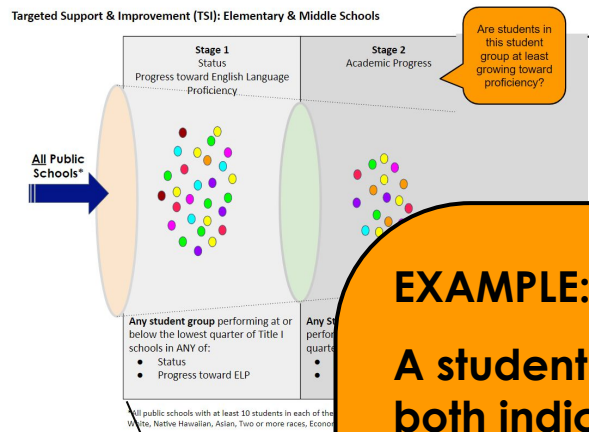 Targeted Support & Improvement (TSI): Elementary & Middle Schools
Stage 1
Status
Progress toward English Language
Proficiency
Stage 2
Academic Progress
Are students in
this student
group at least
growing toward
proficiency?
All Public
Schools*
Any student group performing at or
below the lowest quarter of Title I
schools in ANY of:
● Status
● Progress toward ELP
Any St
perfor
quarte
*All public schools with at least 10 students in each of the
White, Native Hawaiian, Asian, Two or more races, Econor
EXAMPLE:
A student
both indic